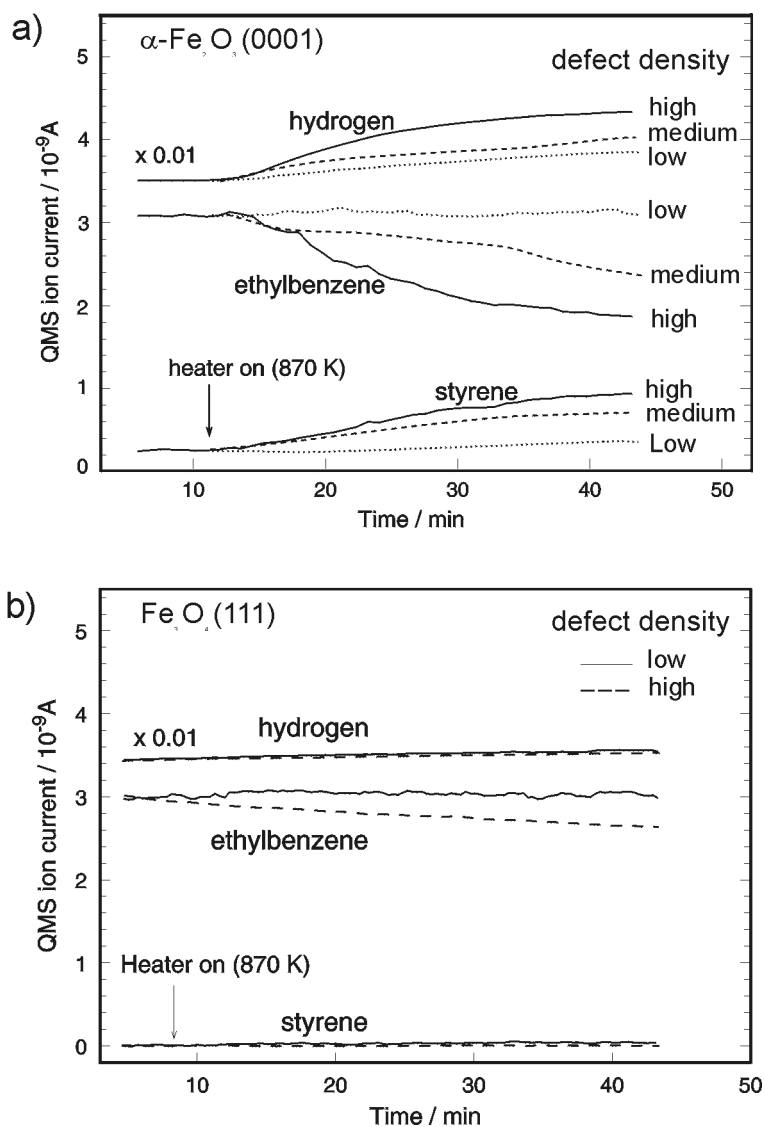 a)
α-Fe₂O₃(0001)
defect density
5
4
3
2
1
0
QMS ion current / 10⁻⁹A
hydrogen
x 0.01
high
medium
low
low
ethylbenzene
medium
high
heater on (870 K)
styrene
high
medium
Low
10
20
30
40
50
Time / min
b)
Fe₃O₄(111)
defect density
low
high
5
4
3
2
1
0
QMS ion current / 10⁻⁹A
x 0.01
hydrogen
ethylbenzene
Heater on (870 K)
styrene
10
20
30
40
50
Time / min